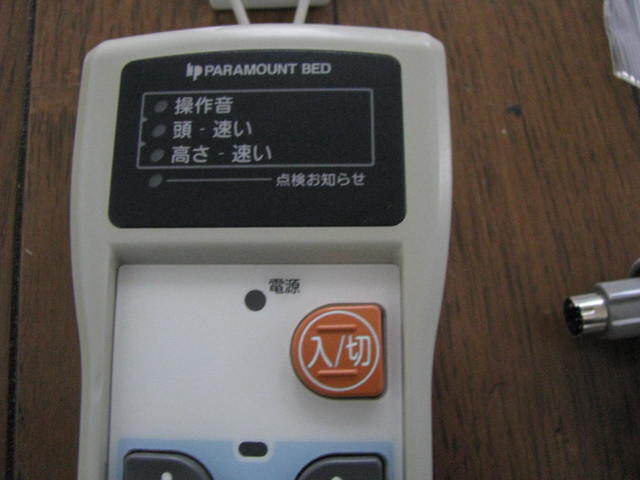 PARAMOUNT BED
操作音
頭 - 速い
高さ - 速い
点検お知らせ
電源
入/切